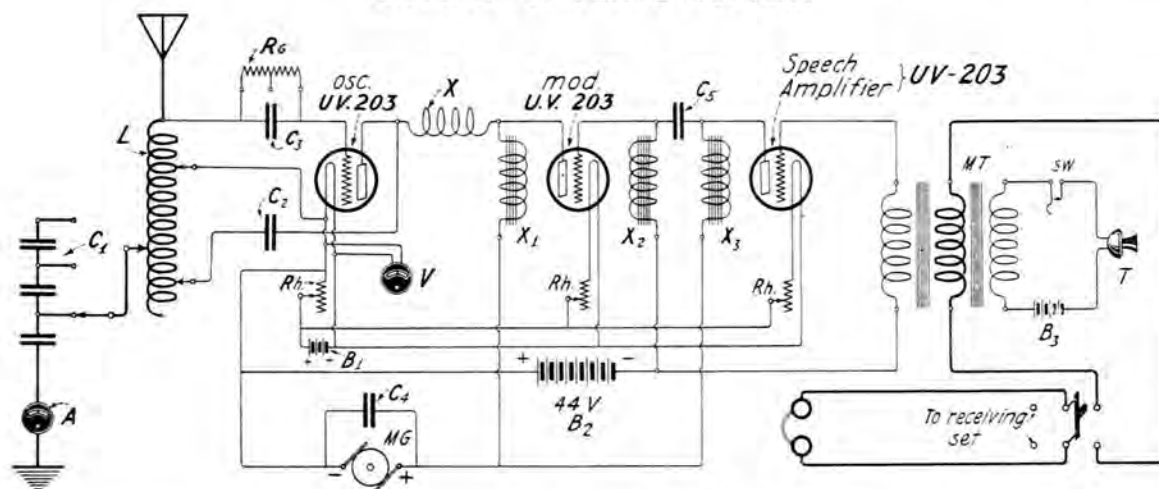 RG
osc.
UV.203
X
mod.
U.V. 203
C5
Speech
Amplifier } UV-203
L
C3
MT
SW
C2
C1
X1
X2
X3
T
V
Rh.
Rh.
Rh.
B3
B1
+ -
+ -
44 V
B2
C4
MG
- +
A
To receiving
set